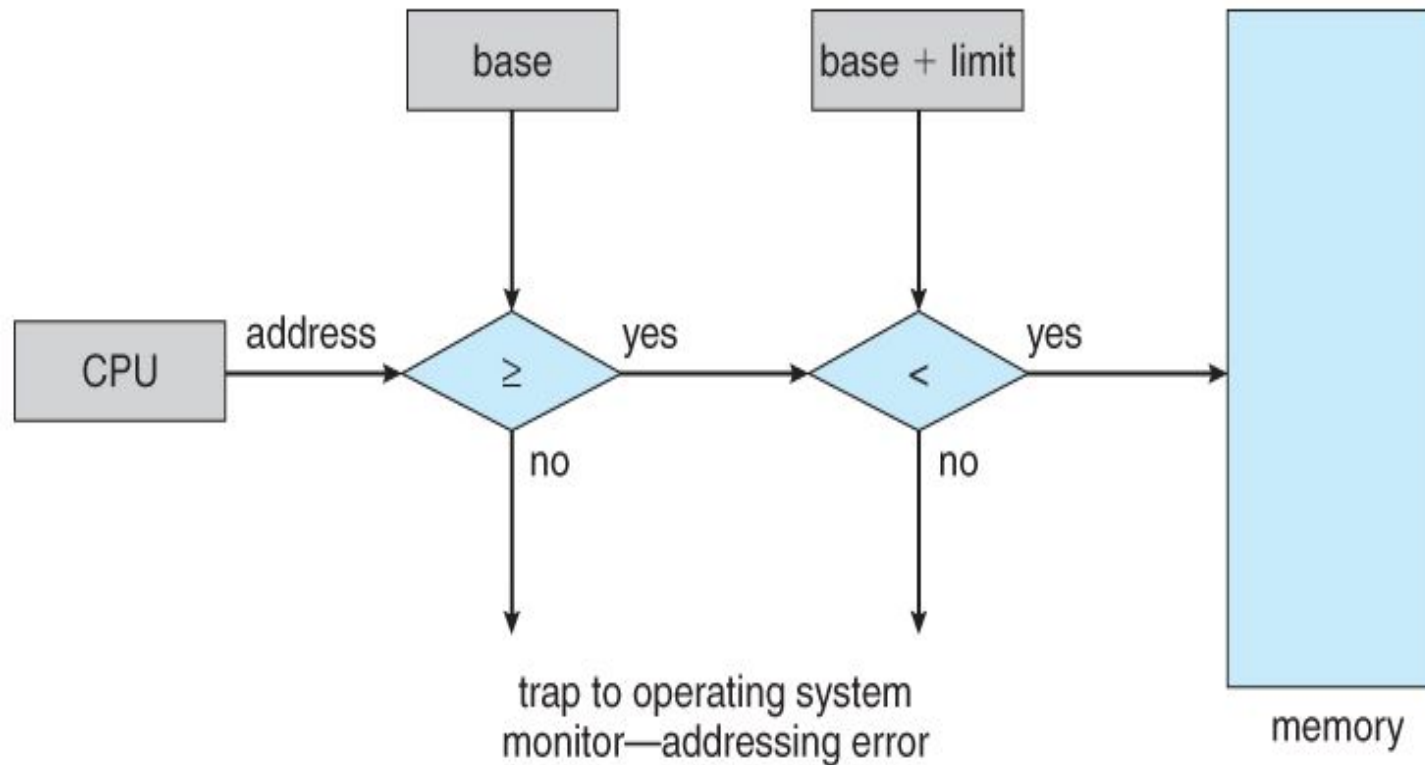 base
base + limit
CPU
address
≥
yes
<
yes
no
no
trap to operating system
monitor—addressing error
memory